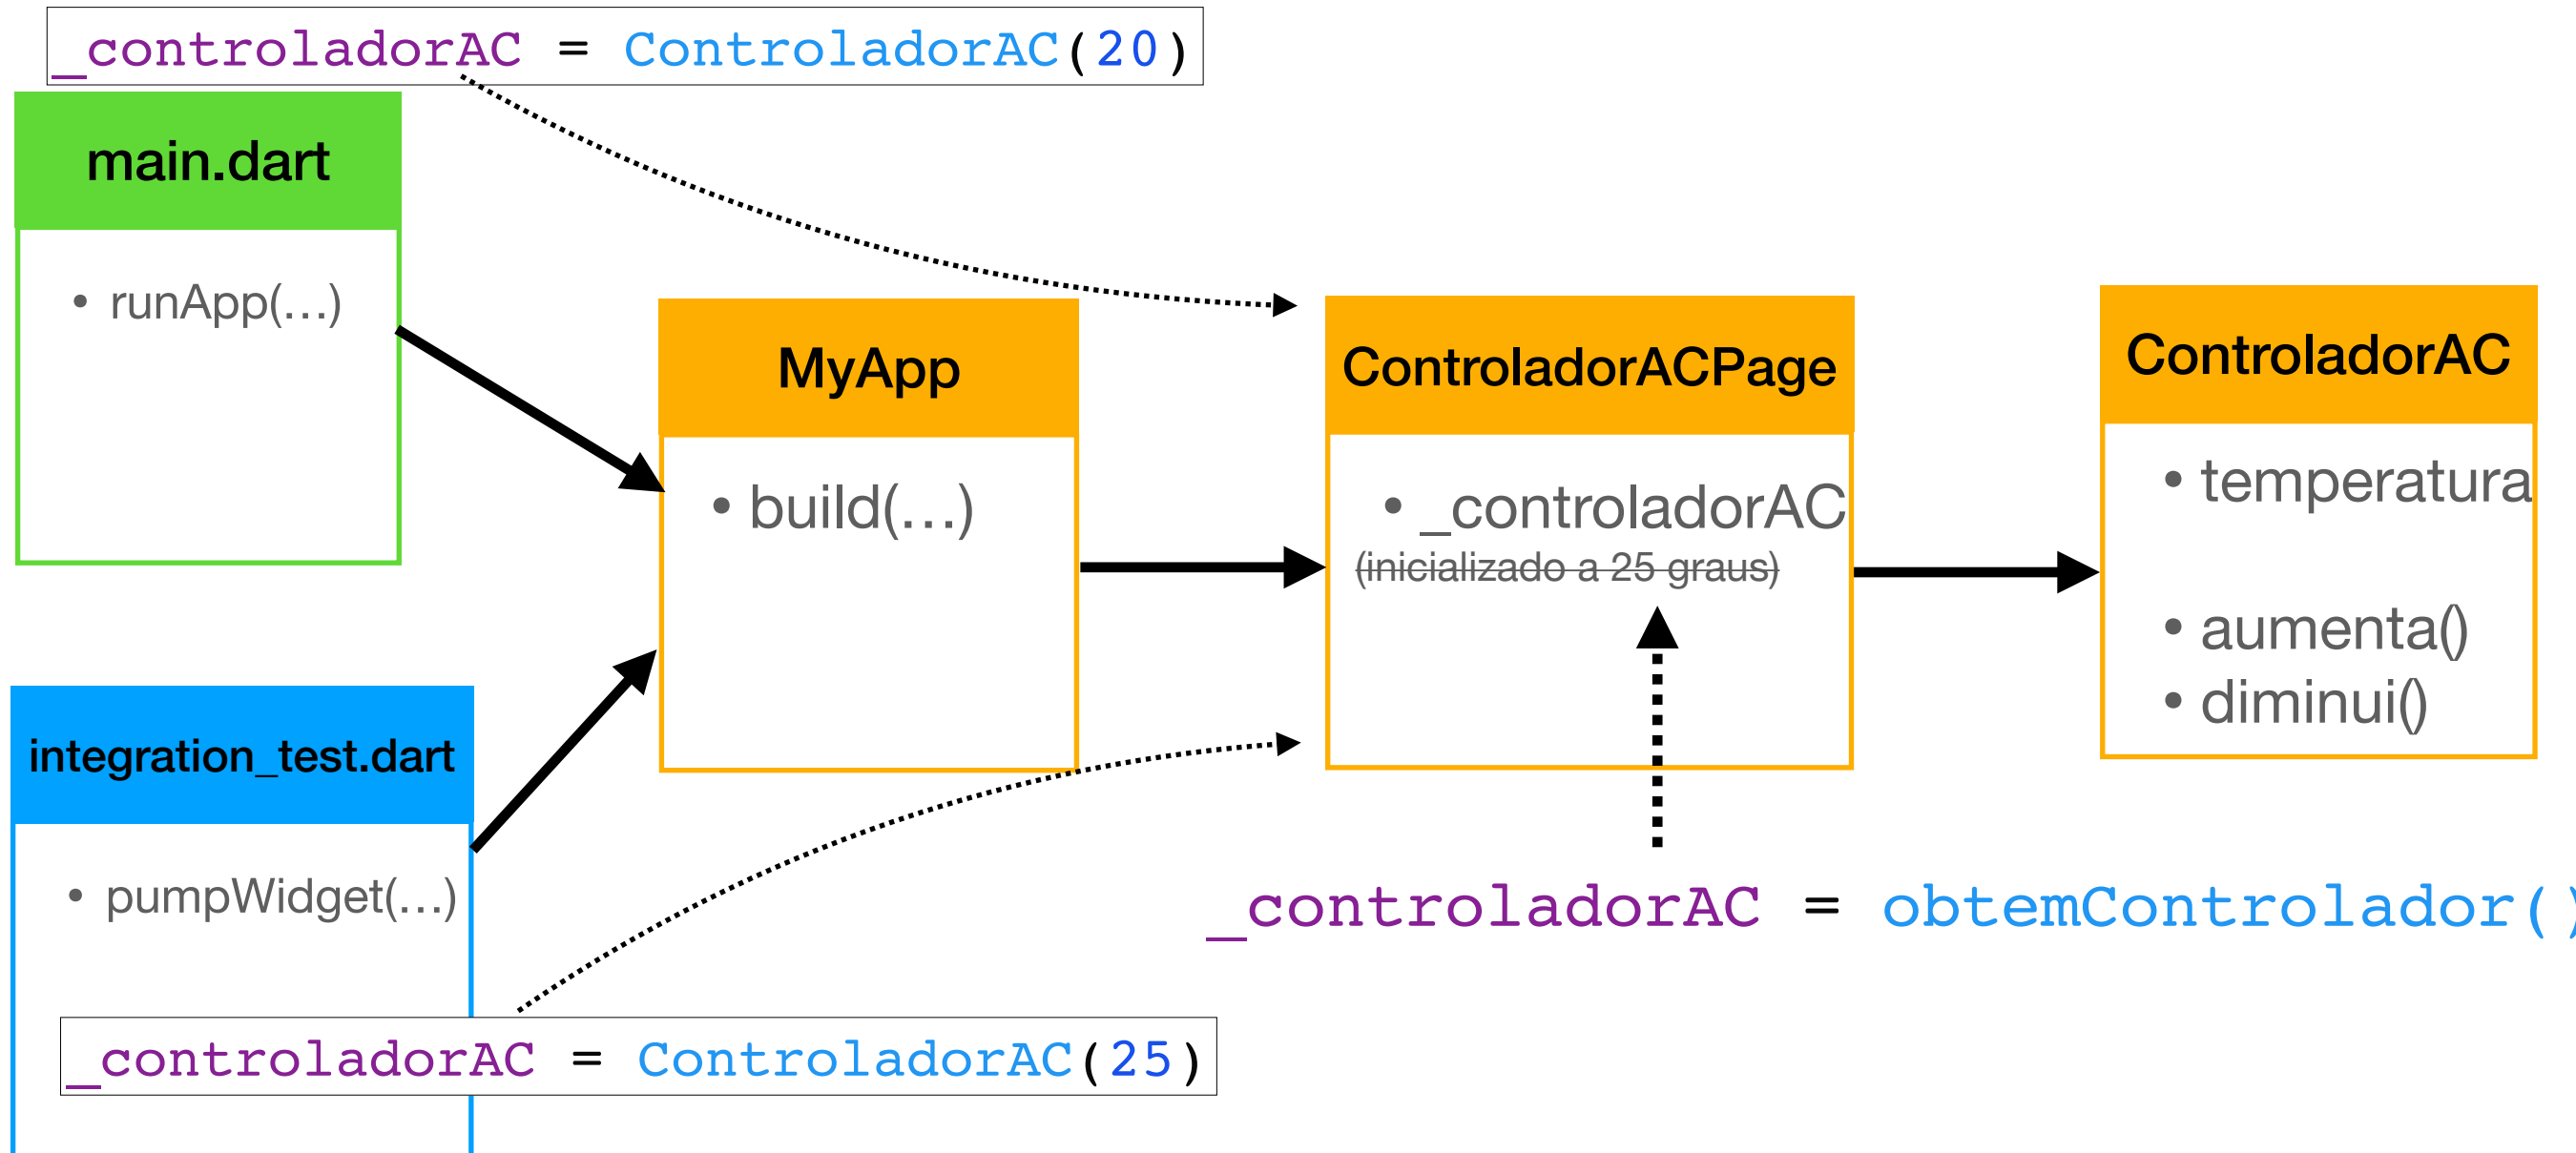 _controladorAC = ControladorAC(20)
main.dart
• runApp(…)
MyApp
• build(…)
ControladorACPage
• _controladorAC
(inicializado a 25 graus)
ControladorAC
• temperatura
• aumenta()
• diminui()
integration_test.dart
• pumpWidget(…)
_controladorAC = obtemControlador()
_controladorAC = ControladorAC(25)